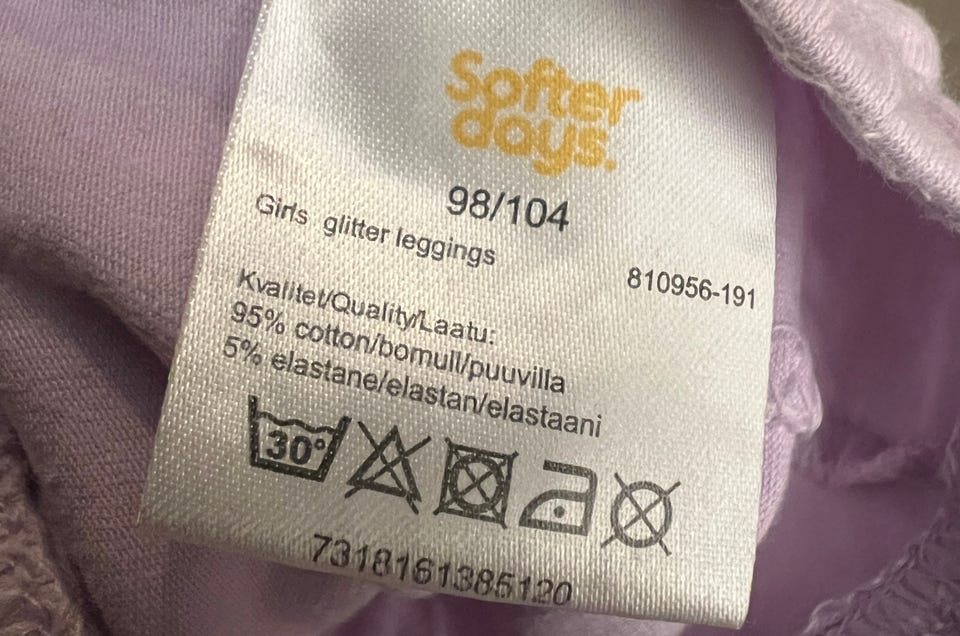 Softer
days.
98/104
Girls glitter leggings
810956-191
Kvalitet/Quality/Laatu:
95% cotton/bomull/puuvilla
5% elastane/elastan/elastaani
30°
7318161385120